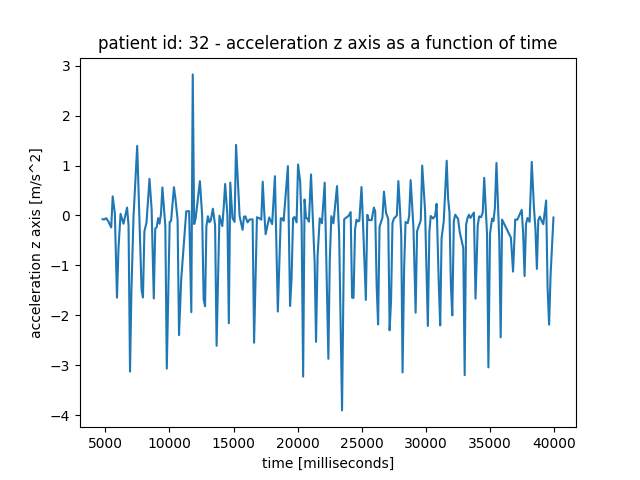 patient id: 32 - acceleration z axis as a function of time
acceleration z axis [m/s^2]
3
2
1
0
−1
−2
−3
−4
5000 10000 15000 20000 25000 30000 35000 40000
time [milliseconds]